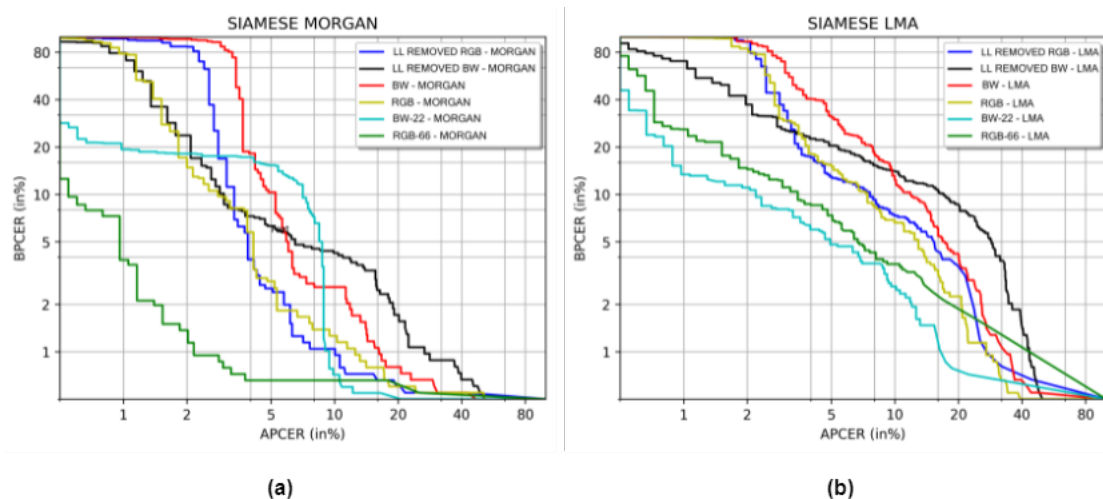 SIAMESE MORGAN
80
40
20
10
5
2
1
BPCER (in%)
LL REMOVED RGB - MORGAN
LL REMOVED BW - MORGAN
BW - MORGAN
RGB - MORGAN
BW-22 - MORGAN
RGB-66 - MORGAN
1 2 5 10 20 40 80
APCER (in%)
(a)
SIAMESE LMA
80
40
20
10
5
2
1
BPCER (in%)
LL REMOVED RGB - LMA
LL REMOVED BW - LMA
BW - LMA
RGB - LMA
BW-22 - LMA
RGB-66 - LMA
1 2 5 10 20 40 80
APCER (in%)
(b)